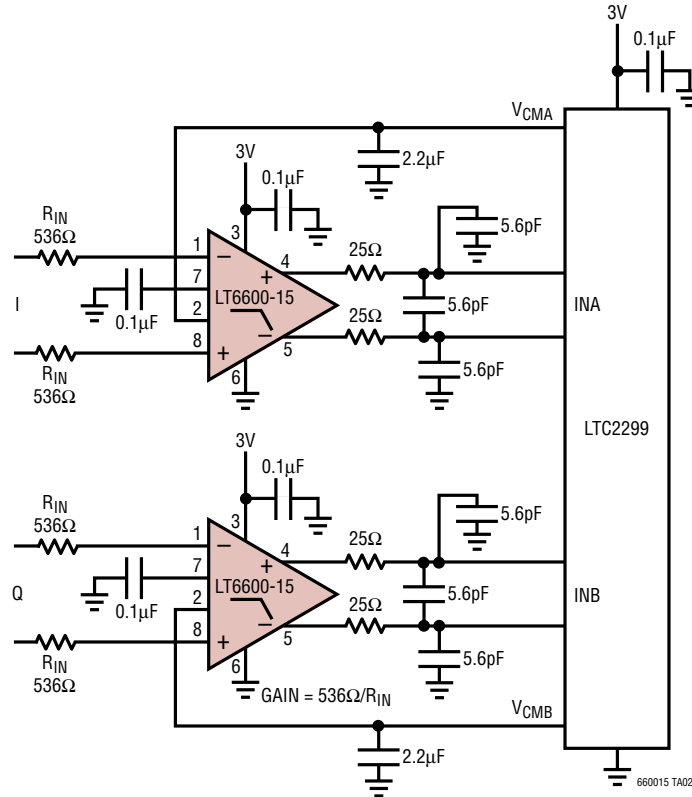 3V
0.1µF
VCMA
2.2µF
3V
0.1µF
RIN
536Ω
1
3
4
25Ω
5.6pF
−
+
7
LT6600-15
I
0.1µF
2
5.6pF
INA
−
25Ω
8
+
5
RIN
536Ω
6
5.6pF
LTC2299
3V
0.1µF
RIN
536Ω
1
3
4
25Ω
5.6pF
−
+
7
LT6600-15
Q
0.1µF
2
5.6pF
INB
−
25Ω
8
+
5
RIN
536Ω
6
5.6pF
GAIN = 536Ω/RIN
VCMB
2.2µF
660015 TA02